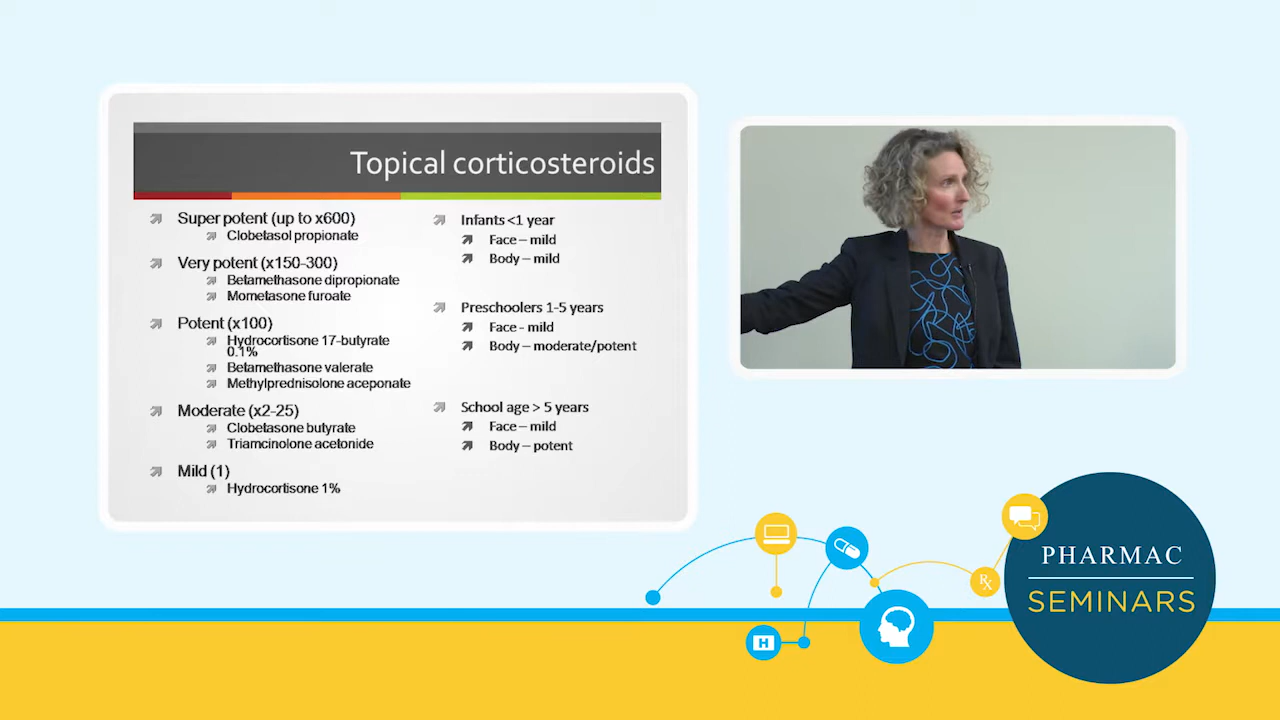 Topical corticosteroids
Super potent (up to x600)
Clobetasol propionate
Very potent (x150-300)
Betamethasone dipropionate
Mometasone furoate
Potent (x100)
Hydrocortisone 17-butyrate
0.1%
Betamethasone valerate
Methylprednisolone aceponate
Moderate (x2-25)
Clobetasone butyrate
Triamcinolone acetonide
Mild (1)
Hydrocortisone 1%
Infants <1 year
Face – mild
Body – mild
Preschoolers 1-5 years
Face - mild
Body – moderate/potent
School age > 5 years
Face – mild
Body – potent
H
Rx
PHARMAC
SEMINARS